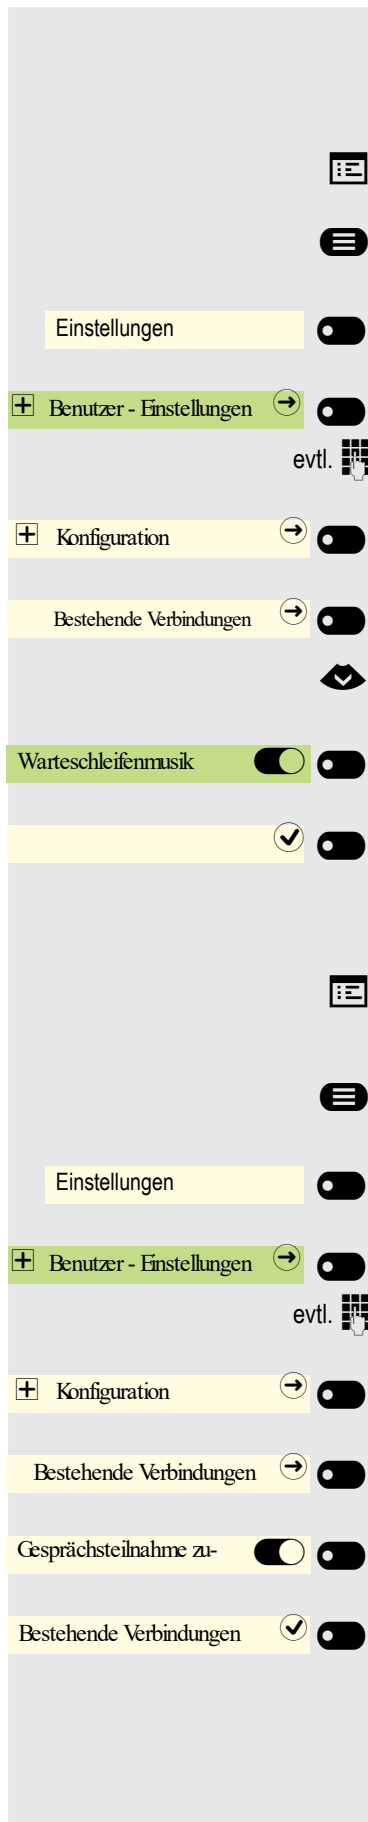 Einstellungen
Benutzer - Einstellungen
evtl.
Konfiguration
Bestehende Verbindungen
Warteschleifenmusik
Einstellungen
Benutzer - Einstellungen
evtl.
Konfiguration
Bestehende Verbindungen
Gesprächsteilnahme zu-
Bestehende Verbindungen